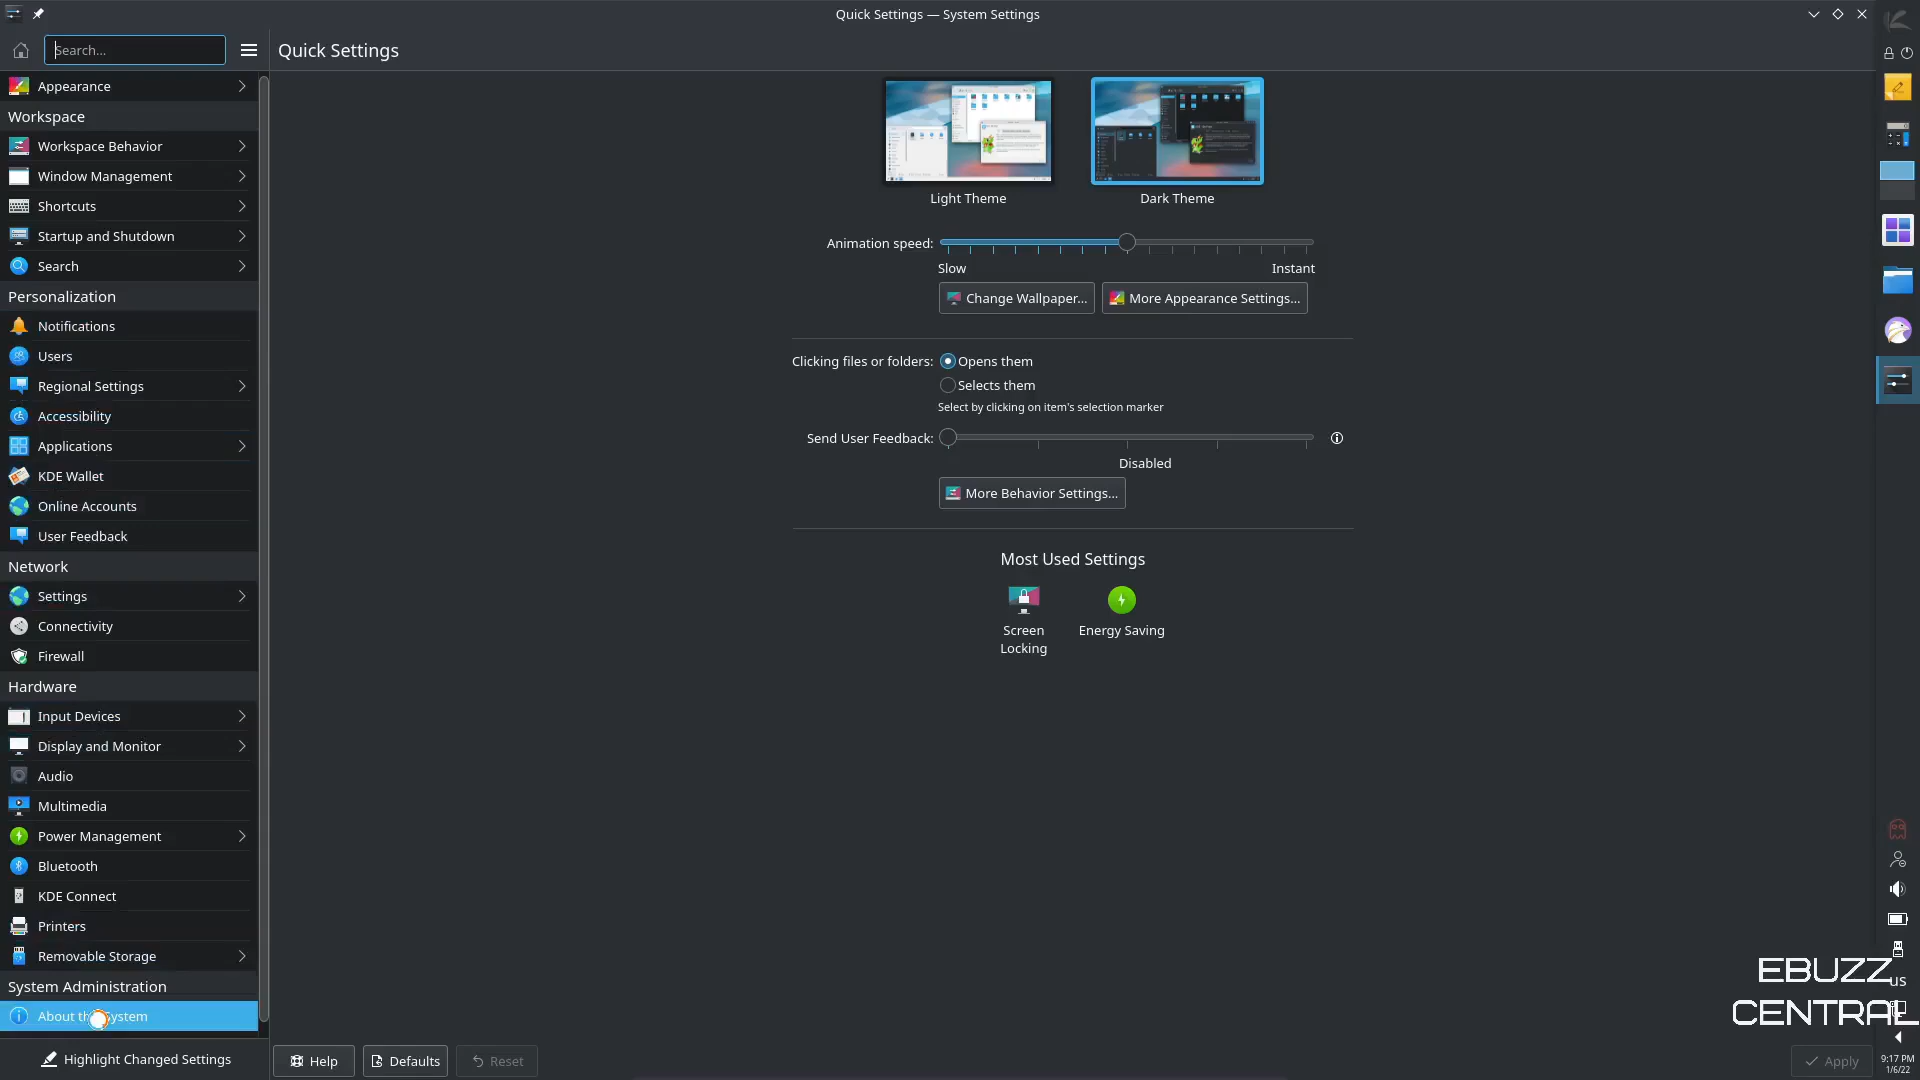 Quick Settings — System Settings
Search...
Quick Settings
Appearance
Workspace
Workspace Behavior
Window Management
Shortcuts
Startup and Shutdown
Search
Personalization
Notifications
Users
Regional Settings
Accessibility
Applications
KDE Wallet
Online Accounts
User Feedback
Network
Settings
Connectivity
Firewall
Hardware
Input Devices
Display and Monitor
Audio
Multimedia
Power Management
Bluetooth
KDE Connect
Printers
Removable Storage
System Administration
About the System
Highlight Changed Settings
Light Theme
Dark Theme
Animation speed:
Slow
Instant
Change Wallpaper...
More Appearance Settings...
Clicking files or folders:
Opens them
Selects them
Select by clicking on item's selection marker
Send User Feedback:
Disabled
More Behavior Settings...
Most Used Settings
Screen
Locking
Energy Saving
Help
Defaults
Reset
Apply
EBUZZ
CENTRAL
us
9:17 PM
1/6/22